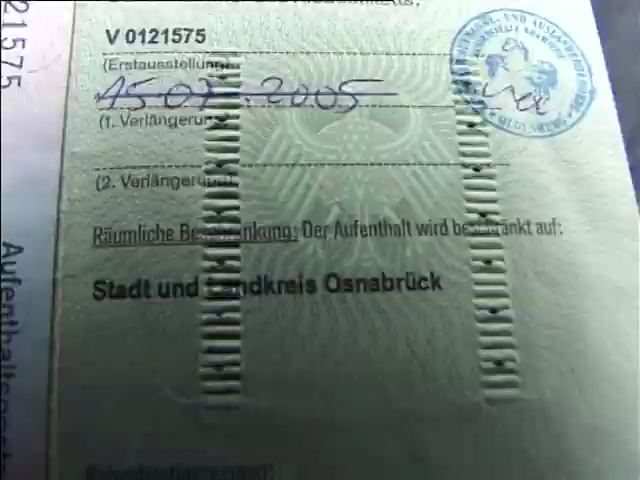 V 0121575
(Erstausstellung)
15.07.2005
(1. Verlängerung)
(2. Verlängerung)
Räumliche Beschränkung: Der Aufenthalt wird beschränkt auf:
Stadt und Landkreis Osnabrück
21575